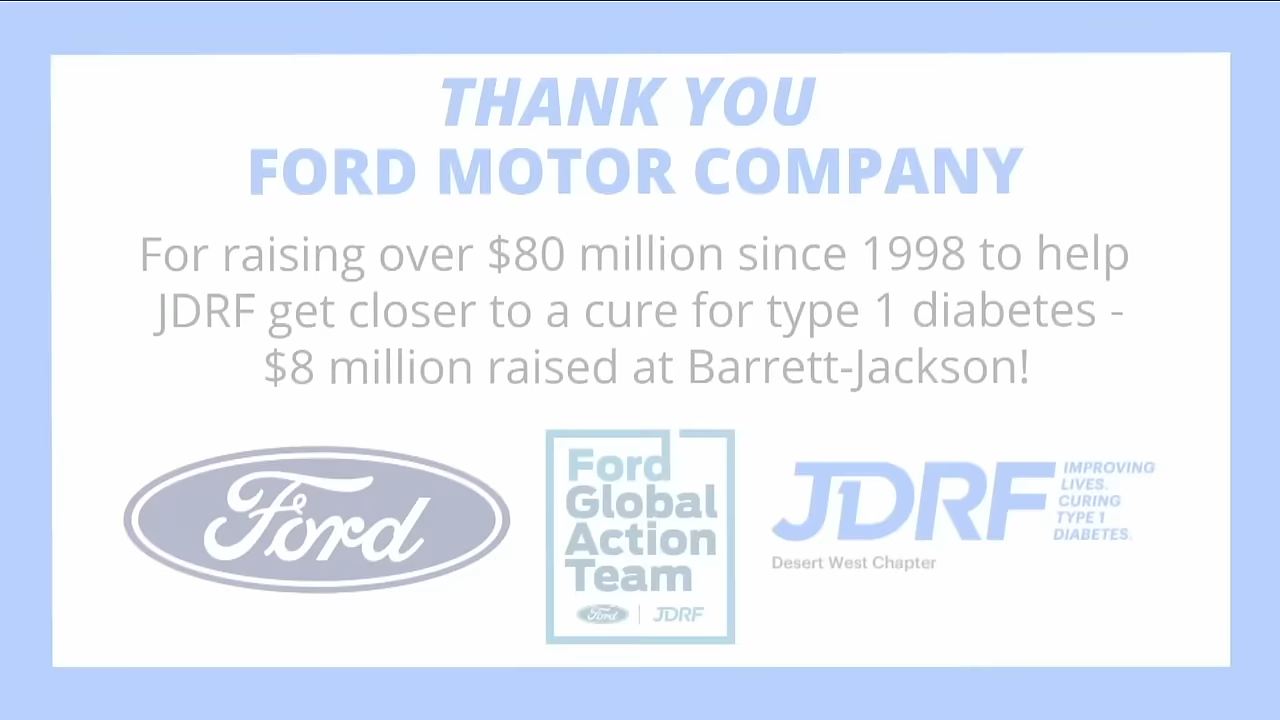 THANK YOU
FORD MOTOR COMPANY
For raising over $80 million since 1998 to help
JDRF get closer to a cure for type 1 diabetes -
$8 million raised at Barrett-Jackson!
Ford
Ford
Global
Action
Team
Ford | JDRF
JDRF
IMPROVING
LIVES.
CURING
TYPE 1
DIABETES.
Desert West Chapter